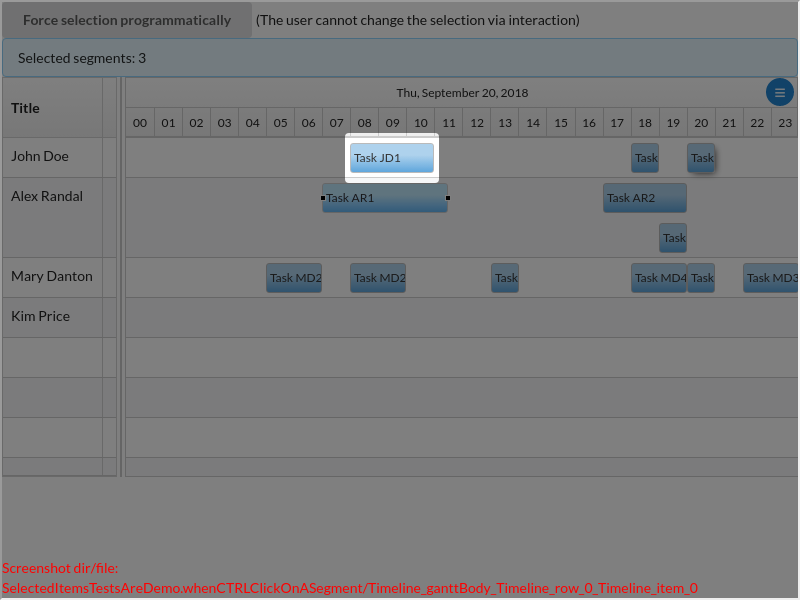 Force selection programmatically (The user cannot change the selection via interaction)
Selected segments: 3
Title
Thu, September 20, 2018
00 01 02 03 04 05 06 07 08 09 10 11 12 13 14 15 16 17 18 19 20 21 22 23
John Doe Task JD1 Task Task
Alex Randal Task AR1 Task AR2
Task
Mary Danton Task MD2 Task MD2 Task Task MD4 Task Task MD3
Kim Price
Screenshot dir/file:
SelectedItemsTestsAreDemo.whenCTRLClickOnASegment/Timeline_ganttBody_Timeline_row_0_Timeline_item_0